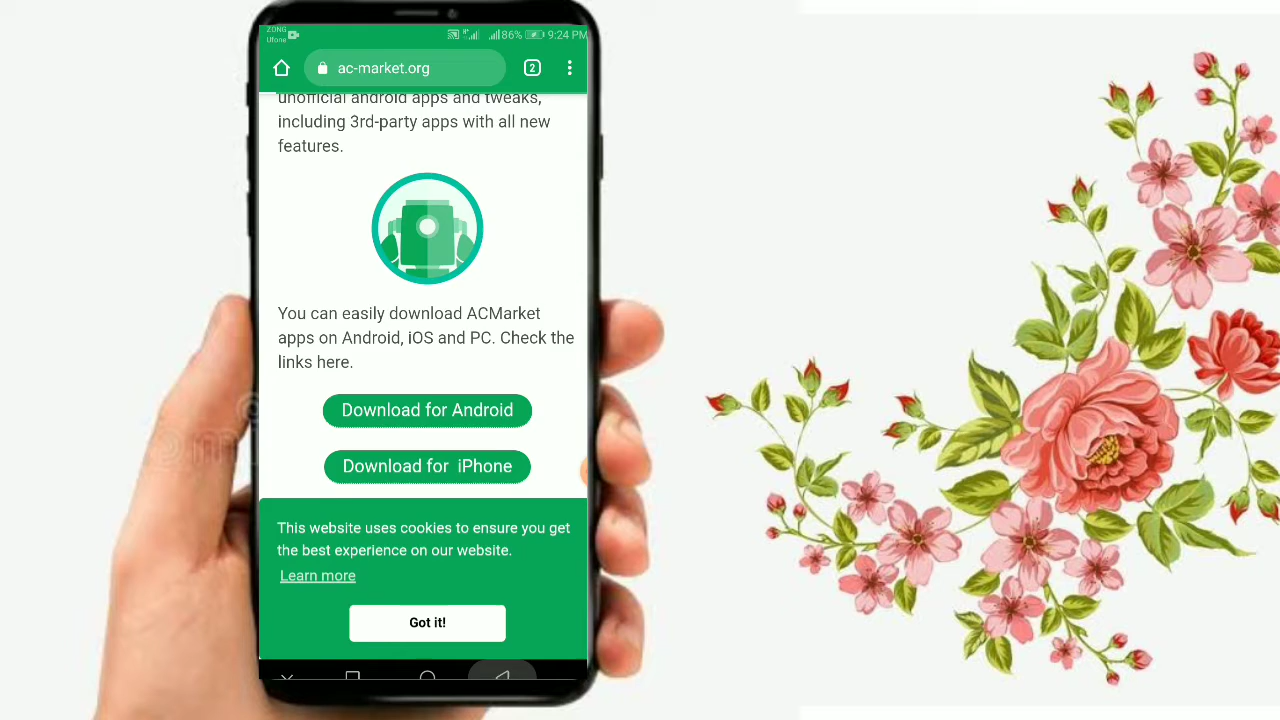 ZONG
Ufone
86%
9:24 PM
ac-market.org
2
unofficial android apps and tweaks,
including 3rd-party apps with all new
features.
You can easily download ACMarket
apps on Android, iOS and PC. Check the
links here.
Download for Android
Download for iPhone
This website uses cookies to ensure you get
the best experience on our website.
Learn more
Got it!